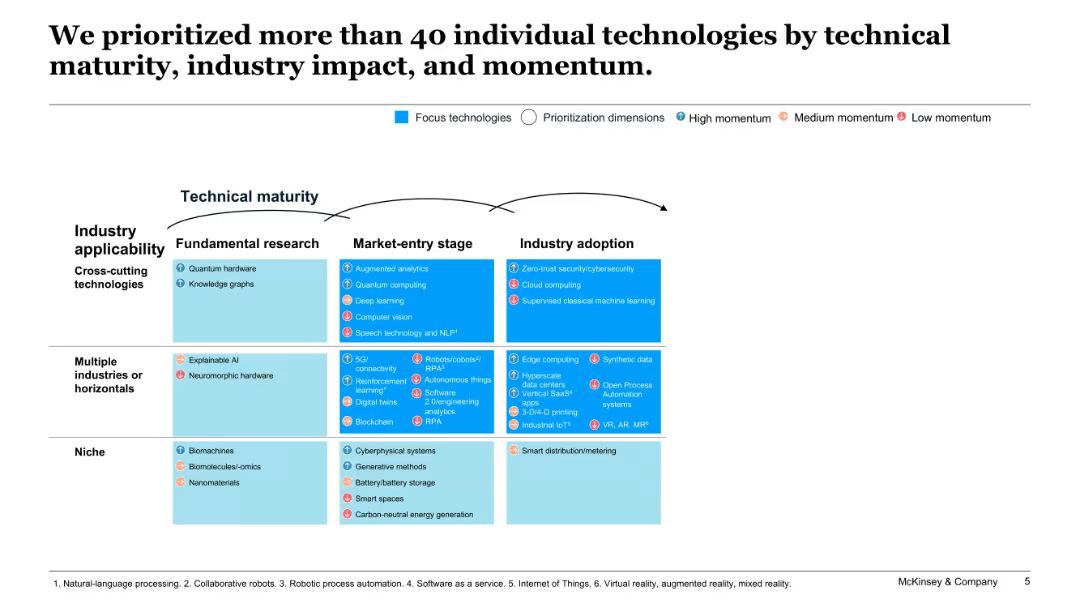 We prioritized more than 40 individual technologies by technical
maturity, industry impact, and momentum.
Focus technologies
Prioritization dimensions
High momentum
Medium momentum
Low momentum
Technical maturity
Industry
applicability
Fundamental research
Market-entry stage
Industry adoption
Cross-cutting
technologies
Quantum hardware
Knowledge graphs
Augmented analytics
Quantum computing
Deep learning
Computer vision
Speech technology and NLP¹
Zero-trust security/cybersecurity
Cloud computing
Supervised classical machine learning
Multiple
industries or
horizontals
Explainable AI
Neuromorphic hardware
5G/
connectivity
Reinforcement
learning⁴
Digital twins
Blockchain
Robots/cobots²/
RPA³
Autonomous things
Software
2.0/engineering
analytics
RPA
Edge computing
Hyperscale
data centers
Vertical SaaS⁴
apps
3-D/4-D printing
Industrial IoT⁵
Synthetic data
Open Process
Automation
systems
VR, AR, MR⁶
Niche
Biomachines
Biomolecules/-omics
Nanomaterials
Cyberphysical systems
Generative methods
Battery/battery storage
Smart spaces
Carbon-neutral energy generation
Smart distribution/metering
1. Natural-language processing. 2. Collaborative robots. 3. Robotic process automation. 4. Software as a service. 5. Internet of Things. 6. Virtual reality, augmented reality, mixed reality.
McKinsey & Company
5